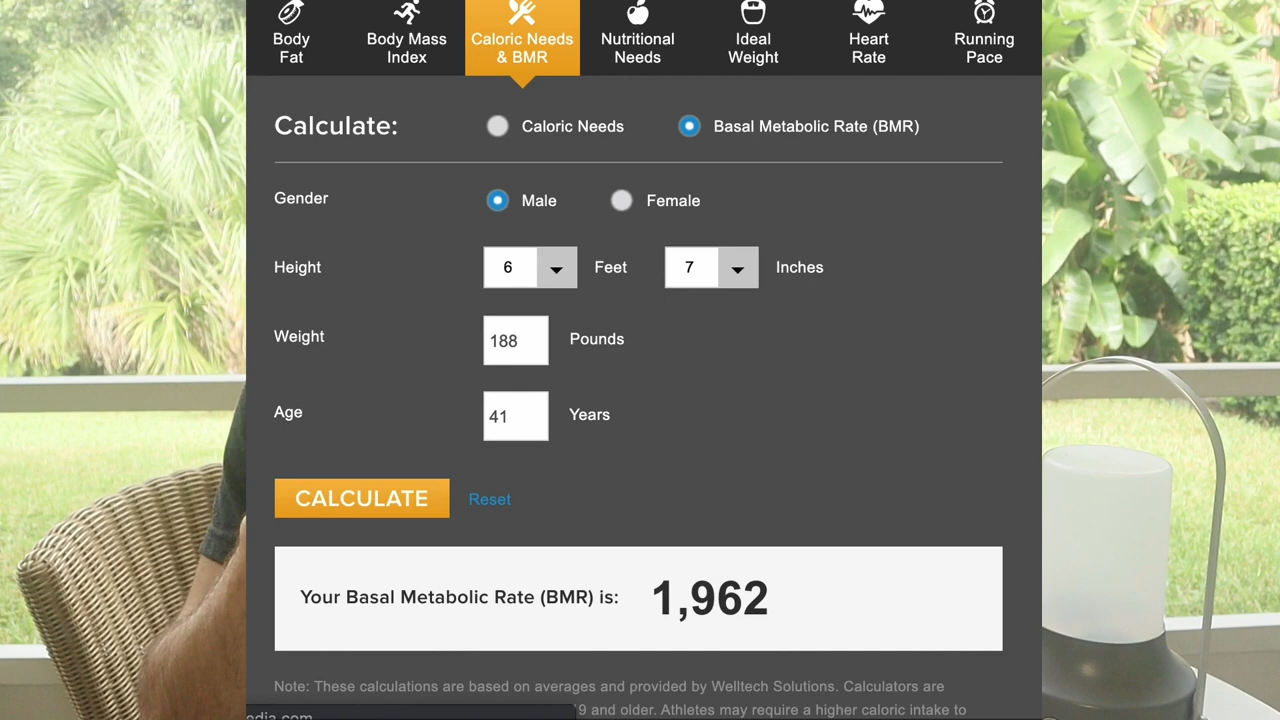 Body Fat
Body Mass Index
Caloric Needs & BMR
Nutritional Needs
Ideal Weight
Heart Rate
Running Pace
Calculate:
Caloric Needs
Basal Metabolic Rate (BMR)
Gender
Male
Female
Height
6
Feet
7
Inches
Weight
188
Pounds
Age
41
Years
CALCULATE
Reset
Your Basal Metabolic Rate (BMR) is:
1,962
Note: These calculations are based on averages and provided by Welltech Solutions. Calculators are
9 and older. Athletes may require a higher caloric intake to